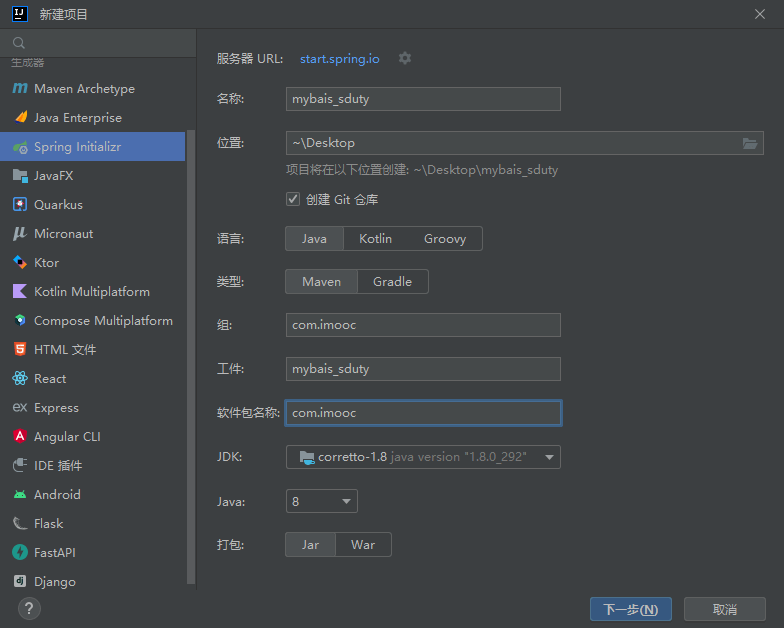 新建项目
生成器
Maven Archetype
Java Enterprise
Spring Initializr
JavaFX
Quarkus
Micronaut
Ktor
Kotlin Multiplatform
Compose Multiplatform
HTML 文件
React
Express
Angular CLI
IDE 插件
Android
Flask
FastAPI
Django
服务器 URL: start.spring.io
名称: mybais_sduty
位置: ~\Desktop
项目将在以下位置创建: ~\Desktop\mybais_sduty
创建 Git 仓库
语言: Java Kotlin Groovy
类型: Maven Gradle
组: com.imooc
工件: mybais_sduty
软件包名称: com.imooc
JDK: corretto-1.8 java version "1.8.0_292"
Java: 8
打包: Jar War
? 下一步(N) 取消